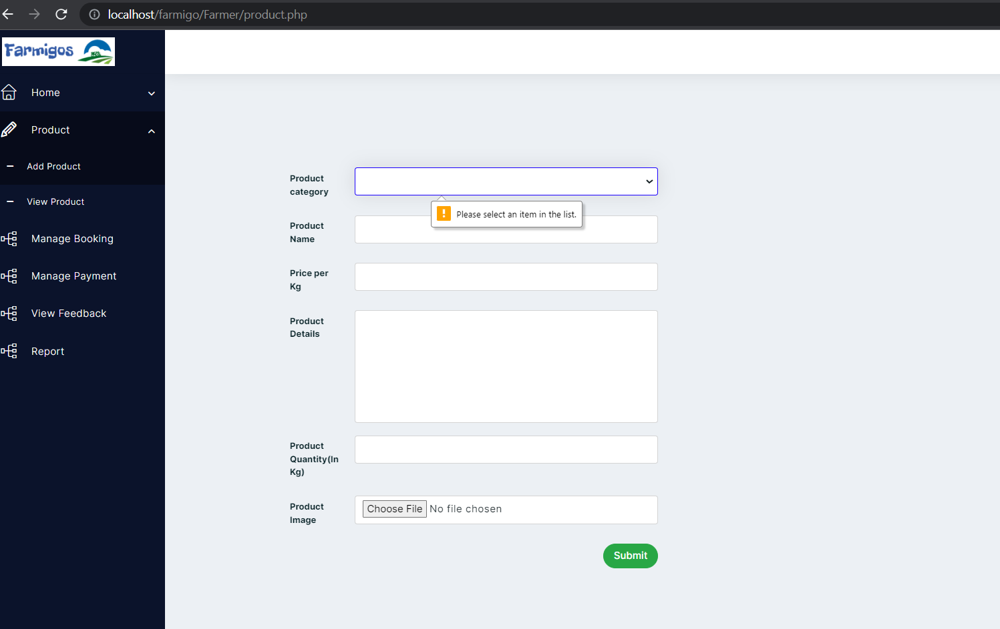 localhost/farmigo/Farmer/product.php
Farmigos
Home
Product
Add Product
View Product
Manage Booking
Manage Payment
View Feedback
Report
Product
category
Please select an item in the list.
Product
Name
Price per
Kg
Product
Details
Product
Quantity(In
Kg)
Product
Image
Choose File No file chosen
Submit